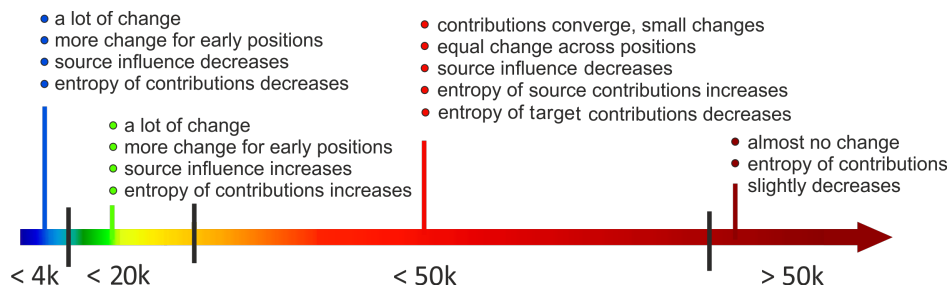 a lot of change
more change for early positions
source influence decreases
entropy of contributions decreases
a lot of change
more change for early positions
source influence increases
entropy of contributions increases
contributions converge, small changes
equal change across positions
source influence decreases
entropy of source contributions increases
entropy of target contributions decreases
almost no change
entropy of contributions
slightly decreases
< 4k
< 20k
< 50k
> 50k